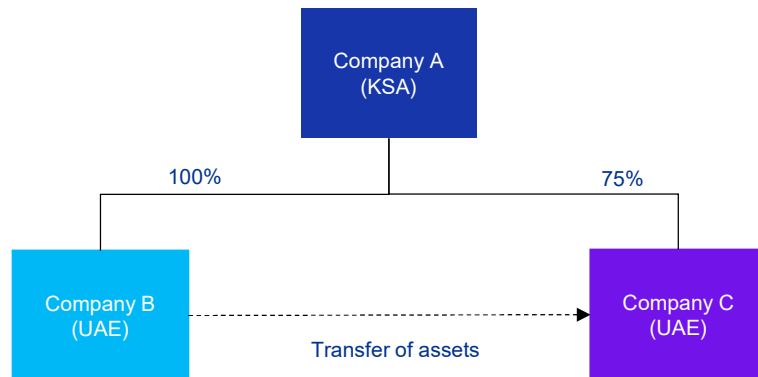 Company A
(KSA)
100%
75%
Company B
(UAE)
Company C
(UAE)
Transfer of assets